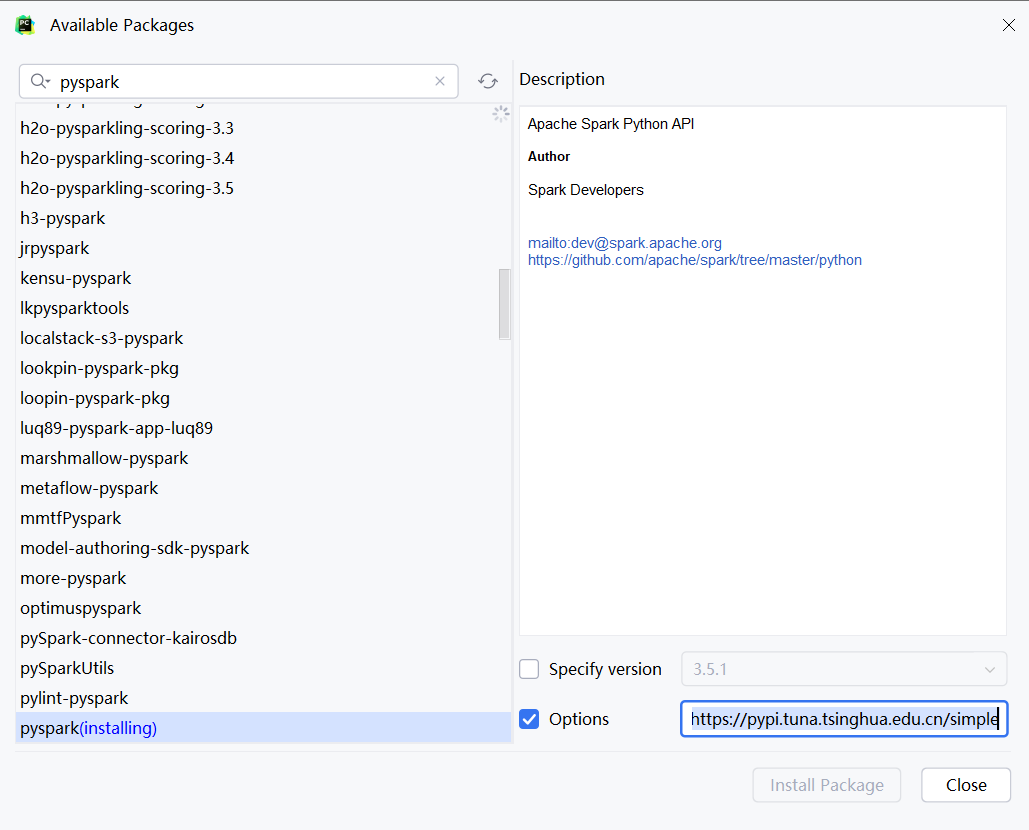 Available Packages
pyspark
h2o-pysparkling-scoring-3.3
h2o-pysparkling-scoring-3.4
h2o-pysparkling-scoring-3.5
h3-pyspark
jrpyspark
kensu-pyspark
lkpysparktools
localstack-s3-pyspark
lookpin-pyspark-pkg
loopin-pyspark-pkg
luq89-pyspark-app-luq89
marshmallow-pyspark
metaflow-pyspark
mmtfPyspark
model-authoring-sdk-pyspark
more-pyspark
optimuspyspark
pySpark-connector-kairosdb
pySparkUtils
pylint-pyspark
pyspark(installing)
Description
Apache Spark Python API
Author
Spark Developers
mailto:dev@spark.apache.org
https://github.com/apache/spark/tree/master/python
Specify version 3.5.1
Options https://pypi.tuna.tsinghua.edu.cn/simple
Install Package Close